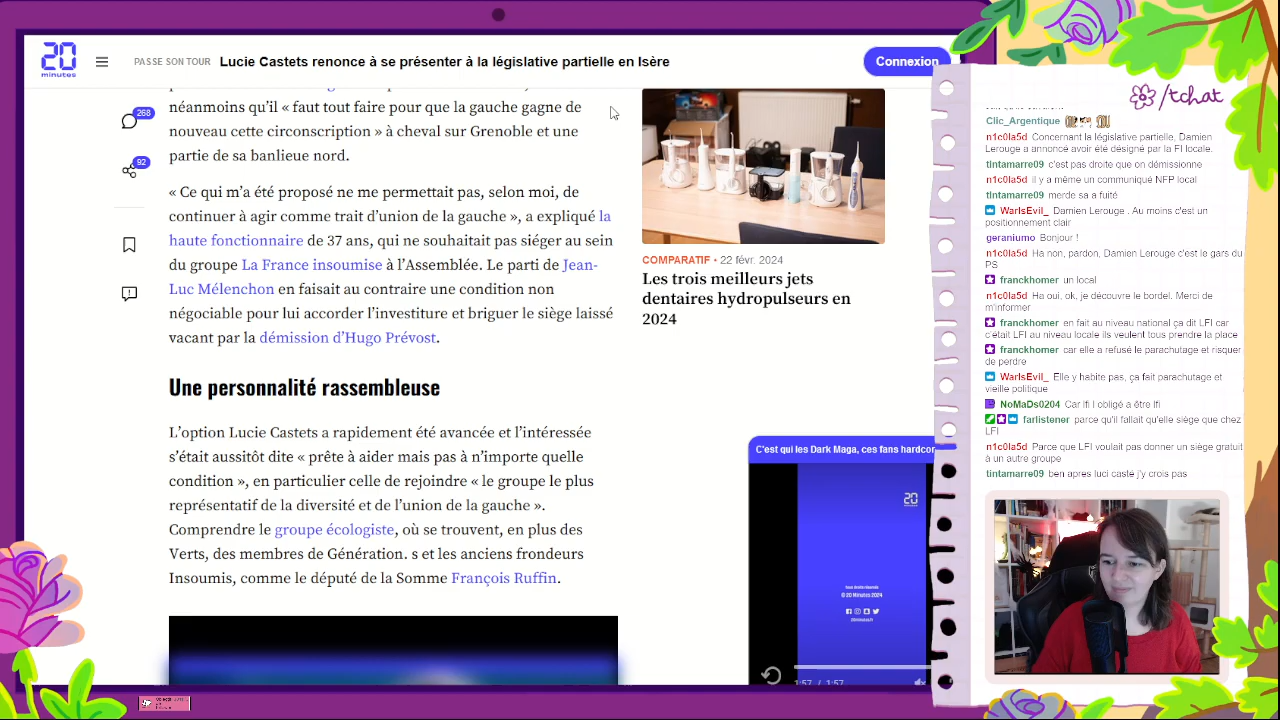 20
minutes
PASSE SON TOUR
Lucie Castets renonce à se présenter à la législative partielle en Isère
Connexion
268
92
néanmoins qu'il « faut tout faire pour que la gauche gagne de
nouveau cette circonscription » à cheval sur Grenoble et une
partie de sa banlieue nord.
« Ce qui m'a été proposé ne me permettait pas, selon moi, de
continuer à agir comme trait d'union de la gauche », a expliqué la
haute fonctionnaire de 37 ans, qui ne souhaitait pas siéger au sein
du groupe La France insoumise à l'Assemblée. Le parti de Jean-
Luc Mélenchon en faisait au contraire une condition non
négociable pour lui accorder l'investiture et briguer le siège laissé
vacant par la démission d'Hugo Prévost.
Une personnalité rassembleuse
L'option Lucie Castets a rapidement été avancée et l'intéressée
s'était aussitôt dite « prête à aider mais pas à n'importe quelle
condition », en particulier celle de rejoindre « le groupe le plus
représentatif de la diversité et de l'union de la gauche ».
Comprendre le groupe écologiste, où se trouvent, en plus des
Verts, des membres de Génération. s et les anciens frondeurs
Insoumis, comme le député de la Somme François Ruffin.
COMPARATIF • 22 févr. 2024
Les trois meilleurs jets
dentaires hydropulseurs en
2024
C'est qui les Dark Maga, ces fans hardcor
20
Tous droits réservés
© 20 Minutes 2024
1:57 / 1:57
/tchat
Clic_Argentique
n1c0la5d Concernant la législative partielle, Damien
Lerouge a annoncé avoir été désigné par la FI locale.
tintamarre09 c'est pas droite que on démissionne
n1c0la5d il y a même un communiqué NFP local
tintamarre09 merde sa a fuité
WarIsEvil_ Damien Lerouge . Au moins c'est un
positionnement clair
geraniumo Bonjour !
n1c0la5d Ha non, pardon, Damien Lerouge c'est le gars du
PS
franckhomer un local
n1c0la5d Ha oui, ok, je découvre le bordel. Merci de
m'informer
franckhomer en fait au niveau national ça dit LFI car
c'était LFI au niveau locale ils veulent tous prendre la place
franckhomer car elle a refusé le parachutage et risquer
de perdre
WarIsEvil_ Elle y habite pas, ça fait parachutage et
vieille politique
NoMaDs0204 Car lfi l obligé a être lfi
farlistener parce qu'il fallait qu'elle siège que chez
LFI
n1c0la5d Parce que LFI voulait pas donner un siège gratuit
à un autre groupe
tintamarre09 ben apres luci casté j'y crois pas